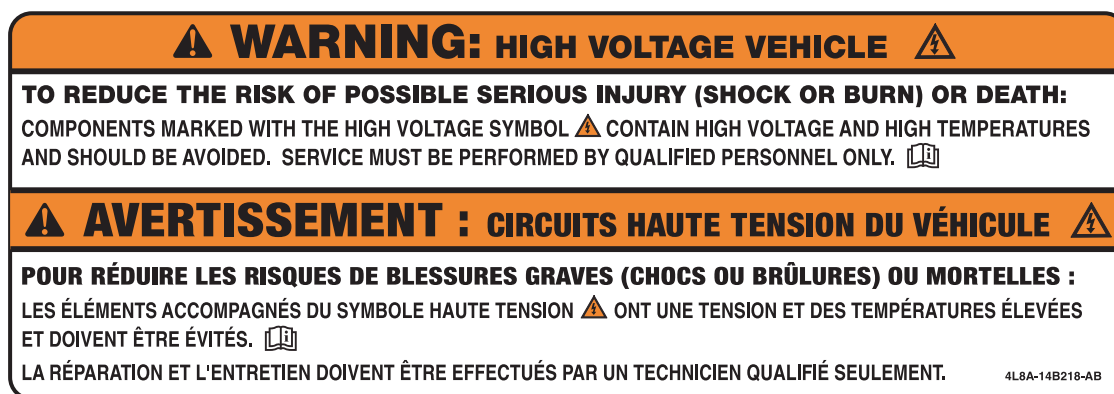 WARNING: HIGH VOLTAGE VEHICLE
TO REDUCE THE RISK OF POSSIBLE SERIOUS INJURY (SHOCK OR BURN) OR DEATH:
COMPONENTS MARKED WITH THE HIGH VOLTAGE SYMBOL CONTAIN HIGH VOLTAGE AND HIGH TEMPERATURES
AND SHOULD BE AVOIDED. SERVICE MUST BE PERFORMED BY QUALIFIED PERSONNEL ONLY.
AVERTISSEMENT : CIRCUITS HAUTE TENSION DU VÉHICULE
POUR RÉDUIRE LES RISQUES DE BLESSURES GRAVES (CHOCS OU BRÛLURES) OU MORTELLES :
LES ÉLÉMENTS ACCOMPAGNÉS DU SYMBOLE HAUTE TENSION ONT UNE TENSION ET DES TEMPÉRATURES ÉLEVÉES
ET DOIVENT ÊTRE ÉVITÉS.
LA RÉPARATION ET L'ENTRETIEN DOIVENT ÊTRE EFFECTUÉS PAR UN TECHNICIEN QUALIFIÉ SEULEMENT.
4L8A-14B218-AB